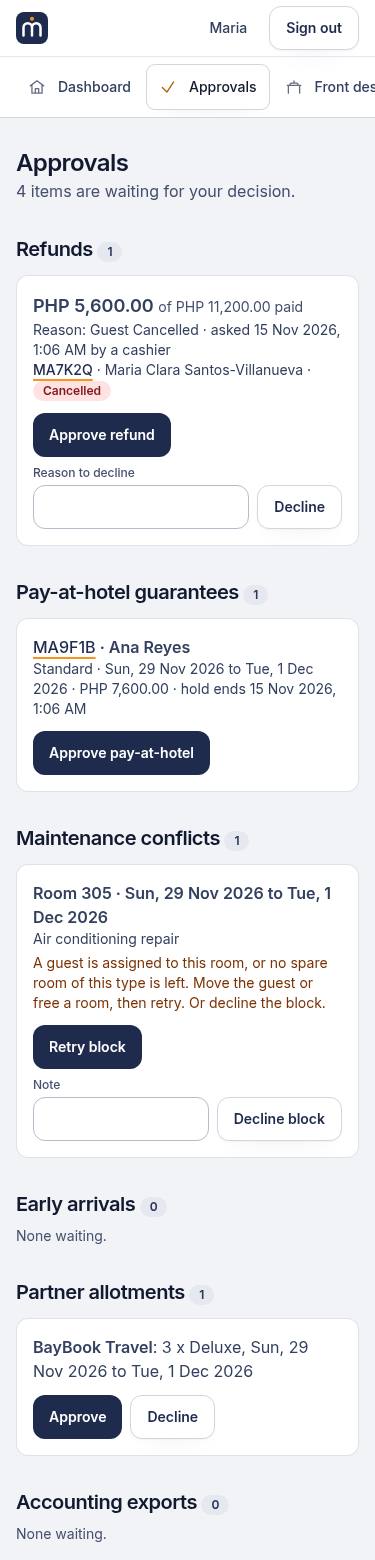 Maria
Sign out
Dashboard
Approvals
Front des
Approvals
4 items are waiting for your decision.
Refunds 1
PHP 5,600.00 of PHP 11,200.00 paid
Reason: Guest Cancelled · asked 15 Nov 2026,
1:06 AM by a cashier
MA7K2Q · Maria Clara Santos-Villanueva ·
Cancelled
Approve refund
Reason to decline
Decline
Pay-at-hotel guarantees 1
MA9F1B · Ana Reyes
Standard · Sun, 29 Nov 2026 to Tue, 1 Dec
2026 · PHP 7,600.00 · hold ends 15 Nov 2026,
1:06 AM
Approve pay-at-hotel
Maintenance conflicts 1
Room 305 · Sun, 29 Nov 2026 to Tue, 1
Dec 2026
Air conditioning repair
A guest is assigned to this room, or no spare
room of this type is left. Move the guest or
free a room, then retry. Or decline the block.
Retry block
Note
Decline block
Early arrivals 0
None waiting.
Partner allotments 1
BayBook Travel: 3 x Deluxe, Sun, 29
Nov 2026 to Tue, 1 Dec 2026
Approve
Decline
Accounting exports 0
None waiting.